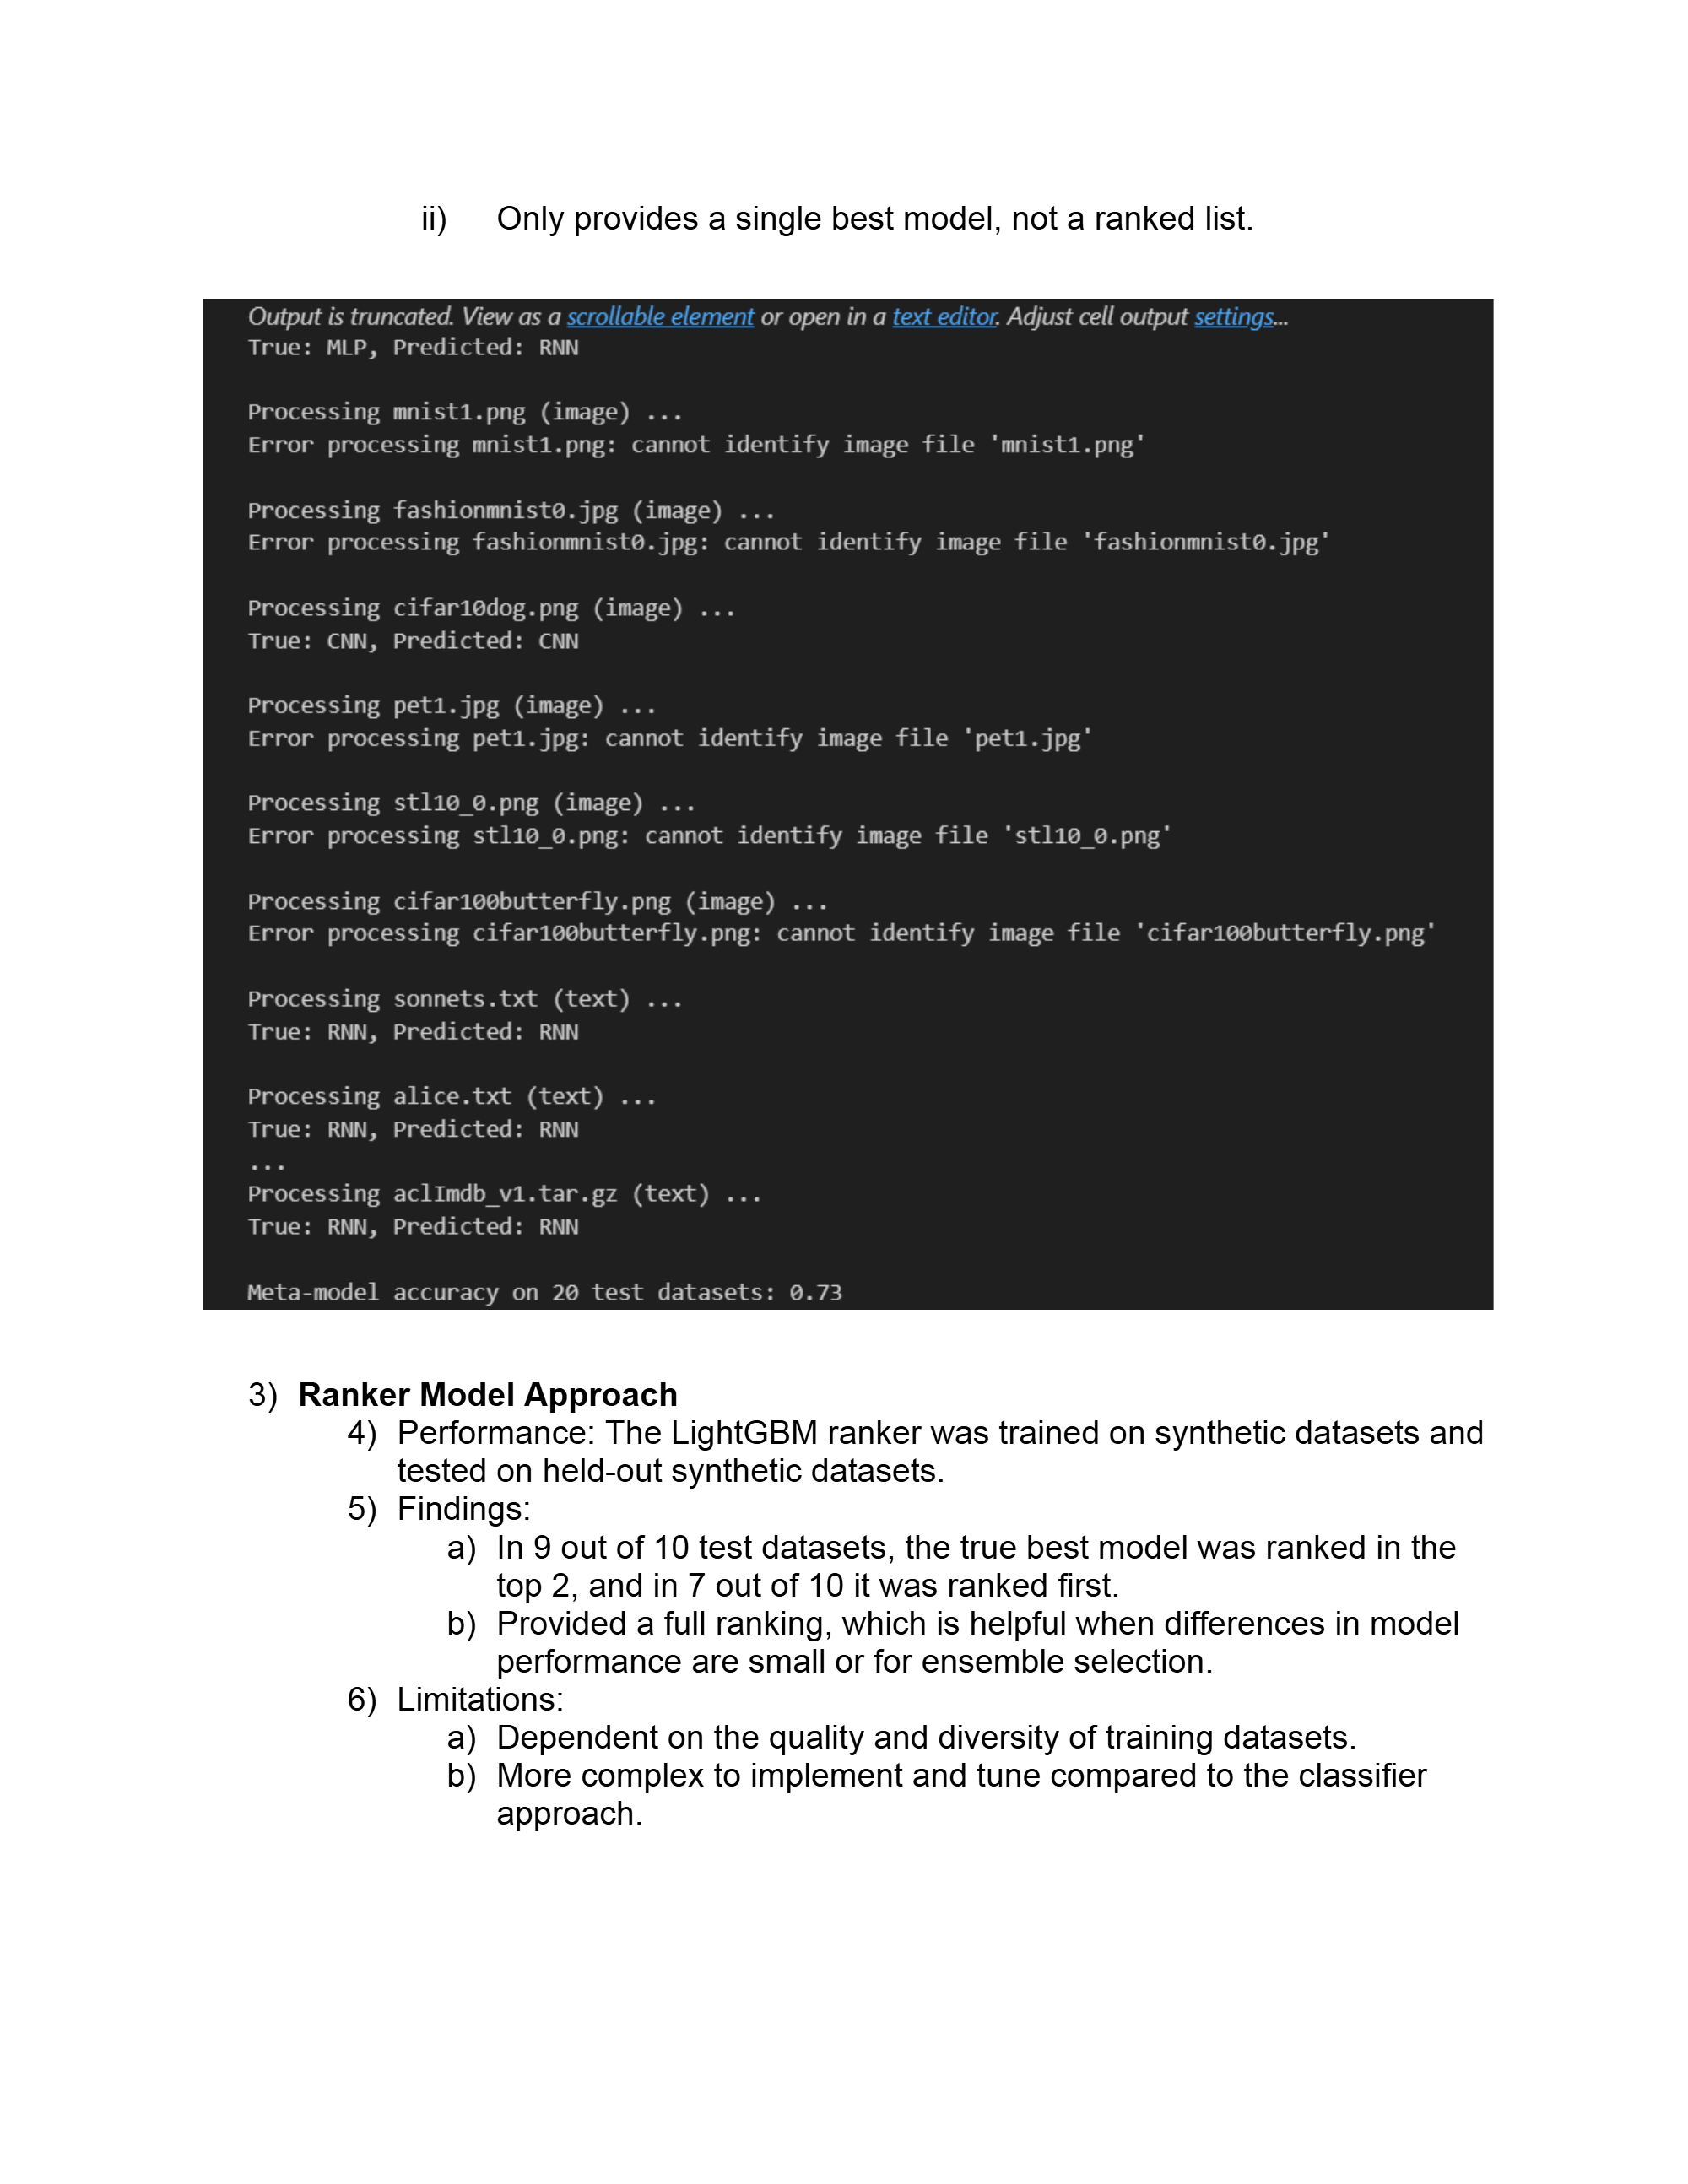 ii) Only provides a single best model, not a ranked list.
Output is truncated. View as a scrollable element or open in a text editor. Adjust cell output settings...
True: MLP, Predicted: RNN
Processing mnist1.png (image) ...
Error processing mnist1.png: cannot identify image file 'mnist1.png'
Processing fashionmnist0.jpg (image) ...
Error processing fashionmnist0.jpg: cannot identify image file 'fashionmnist0.jpg'
Processing cifar10dog.png (image) ...
True: CNN, Predicted: CNN
Processing pet1.jpg (image) ...
Error processing pet1.jpg: cannot identify image file 'pet1.jpg'
Processing stl10_0.png (image) ...
Error processing stl10_0.png: cannot identify image file 'stl10_0.png'
Processing cifar100butterfly.png (image) ...
Error processing cifar100butterfly.png: cannot identify image file 'cifar100butterfly.png'
Processing sonnets.txt (text) ...
True: RNN, Predicted: RNN
Processing alice.txt (text) ...
True: RNN, Predicted: RNN
...
Processing aclImdb_v1.tar.gz (text) ...
True: RNN, Predicted: RNN
Meta-model accuracy on 20 test datasets: 0.73
3) Ranker Model Approach
4) Performance: The LightGBM ranker was trained on synthetic datasets and
tested on held-out synthetic datasets.
5) Findings:
a) In 9 out of 10 test datasets, the true best model was ranked in the
top 2, and in 7 out of 10 it was ranked first.
b) Provided a full ranking, which is helpful when differences in model
performance are small or for ensemble selection.
6) Limitations:
a) Dependent on the quality and diversity of training datasets.
b) More complex to implement and tune compared to the classifier
approach.